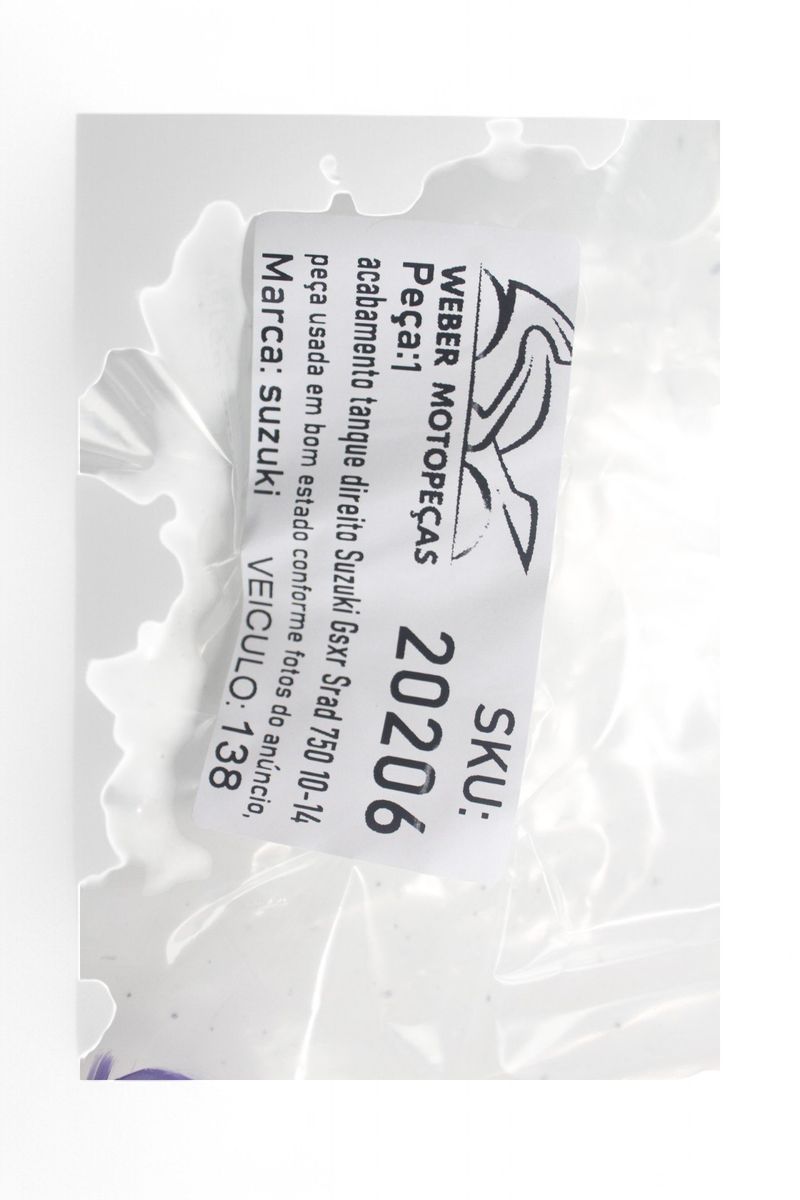 WEBER MOTOPEÇAS
SKU:
Peça:1
20206
acabamento tanque direito Suzuki Gsxr Srad 750 10-14
peça usada em bom estado conforme fotos do anúncio,
Marca: suzuki VEICULO: 138